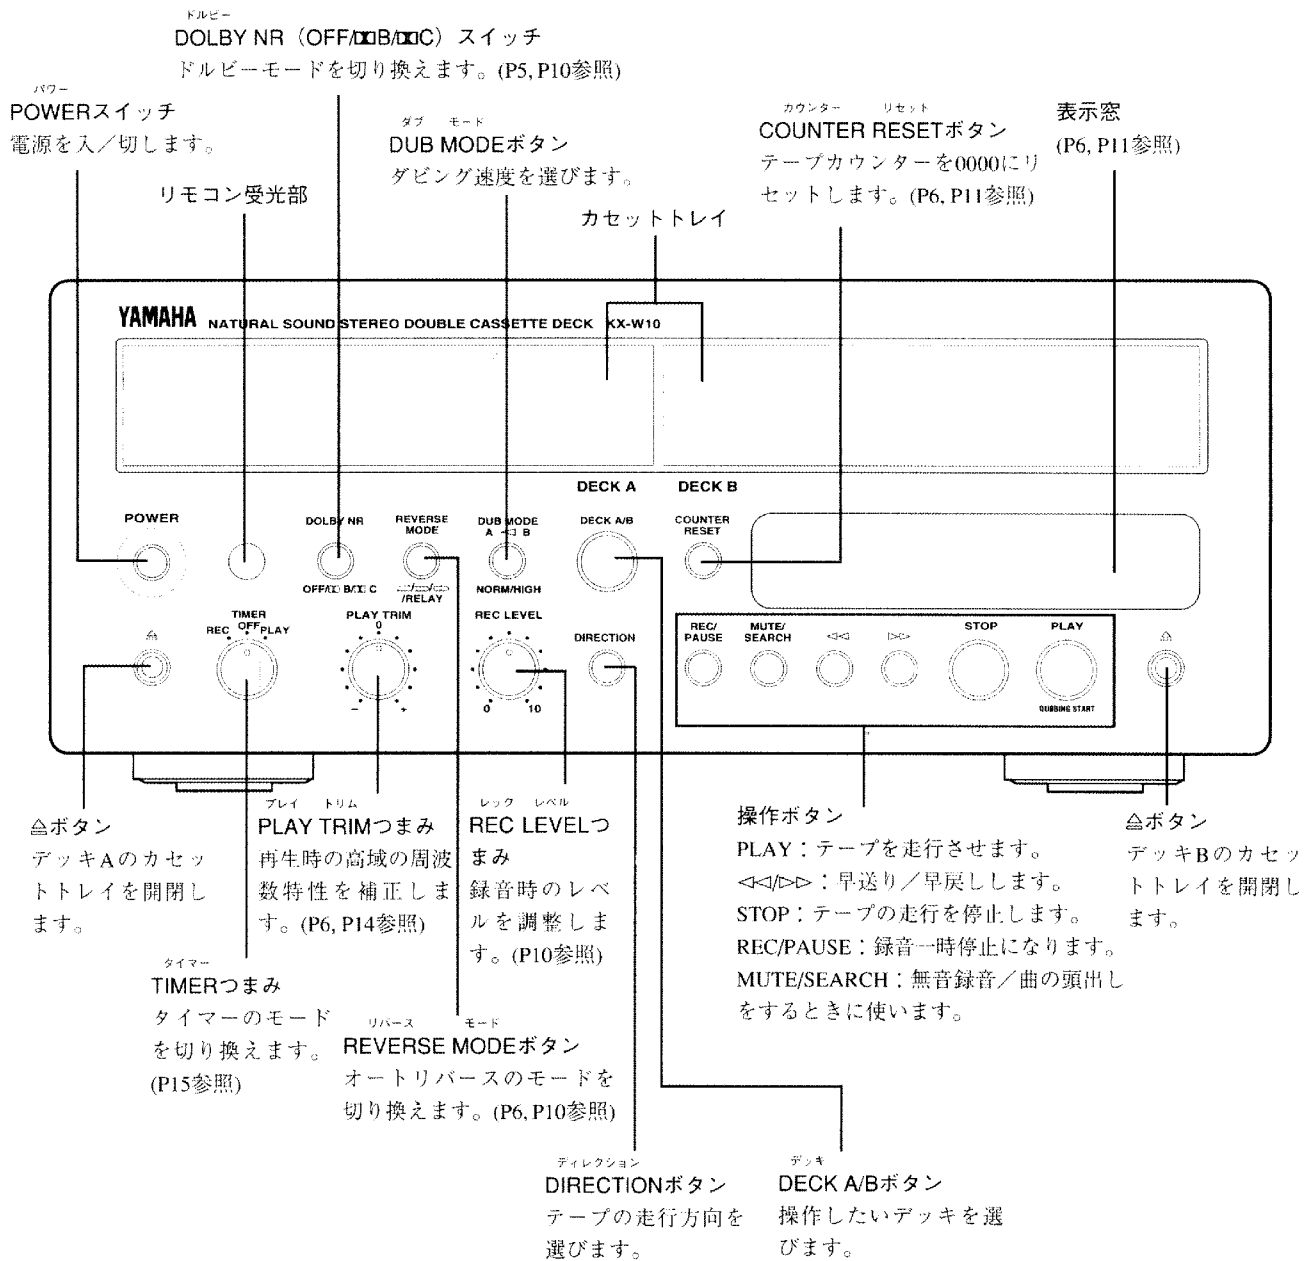 ドルビー
DOLBY NR（OFF/B/C）スイッチ
ドルビーモードを切り換えます。(P5, P10参照)
パワー
POWERスイッチ
電源を入／切します。
リモコン受光部
ダブ モード
DUB MODEボタン
ダビング速度を選びます。
カセットトレイ
カウンター リセット
COUNTER RESETボタン
テープカウンターを0000にリ
セットします。(P6, P11参照)
表示窓
(P6, P11参照)
YAMAHA NATURAL SOUND STEREO DOUBLE CASSETTE DECK KX-W10
DECK A DECK B
POWER
DOLBY NR
OFF/B/C
REVERSE
MODE
/RELAY
DUB MODE
A ◁ B
NORM/HIGH
DECK A/B
COUNTER
RESET
≙
TIMER
REC OFF PLAY
PLAY TRIM
0
− +
REC LEVEL
0 10
DIRECTION
REC/
PAUSE
MUTE/
SEARCH
◁◁
▷▷
STOP
PLAY
DUBBING START
≙
≙ボタン
デッキAのカセッ
トトレイを開閉し
ます。
タイマー
TIMERつまみ
タイマーのモード
を切り換えます。
(P15参照)
プレイ トリム
PLAY TRIMつまみ
再生時の高域の周波
数特性を補正しま
す。(P6, P14参照)
レック レベル
REC LEVELつ
まみ
録音時のレベ
ルを調整しま
す。(P10参照)
リバース モード
REVERSE MODEボタン
オートリバースのモードを
切り換えます。(P6, P10参照)
ディレクション
DIRECTIONボタン
テープの走行方向を
選びます。
デッキ
DECK A/Bボタン
操作したいデッキを選
びます。
操作ボタン
PLAY：テープを走行させます。
◁◁/▷▷：早送り／早戻しします。
STOP：テープの走行を停止します。
REC/PAUSE：録音一時停止になります。
MUTE/SEARCH：無音録音／曲の頭出し
をするときに使います。
≙ボタン
デッキBのカセッ
トトレイを開閉し
ます。